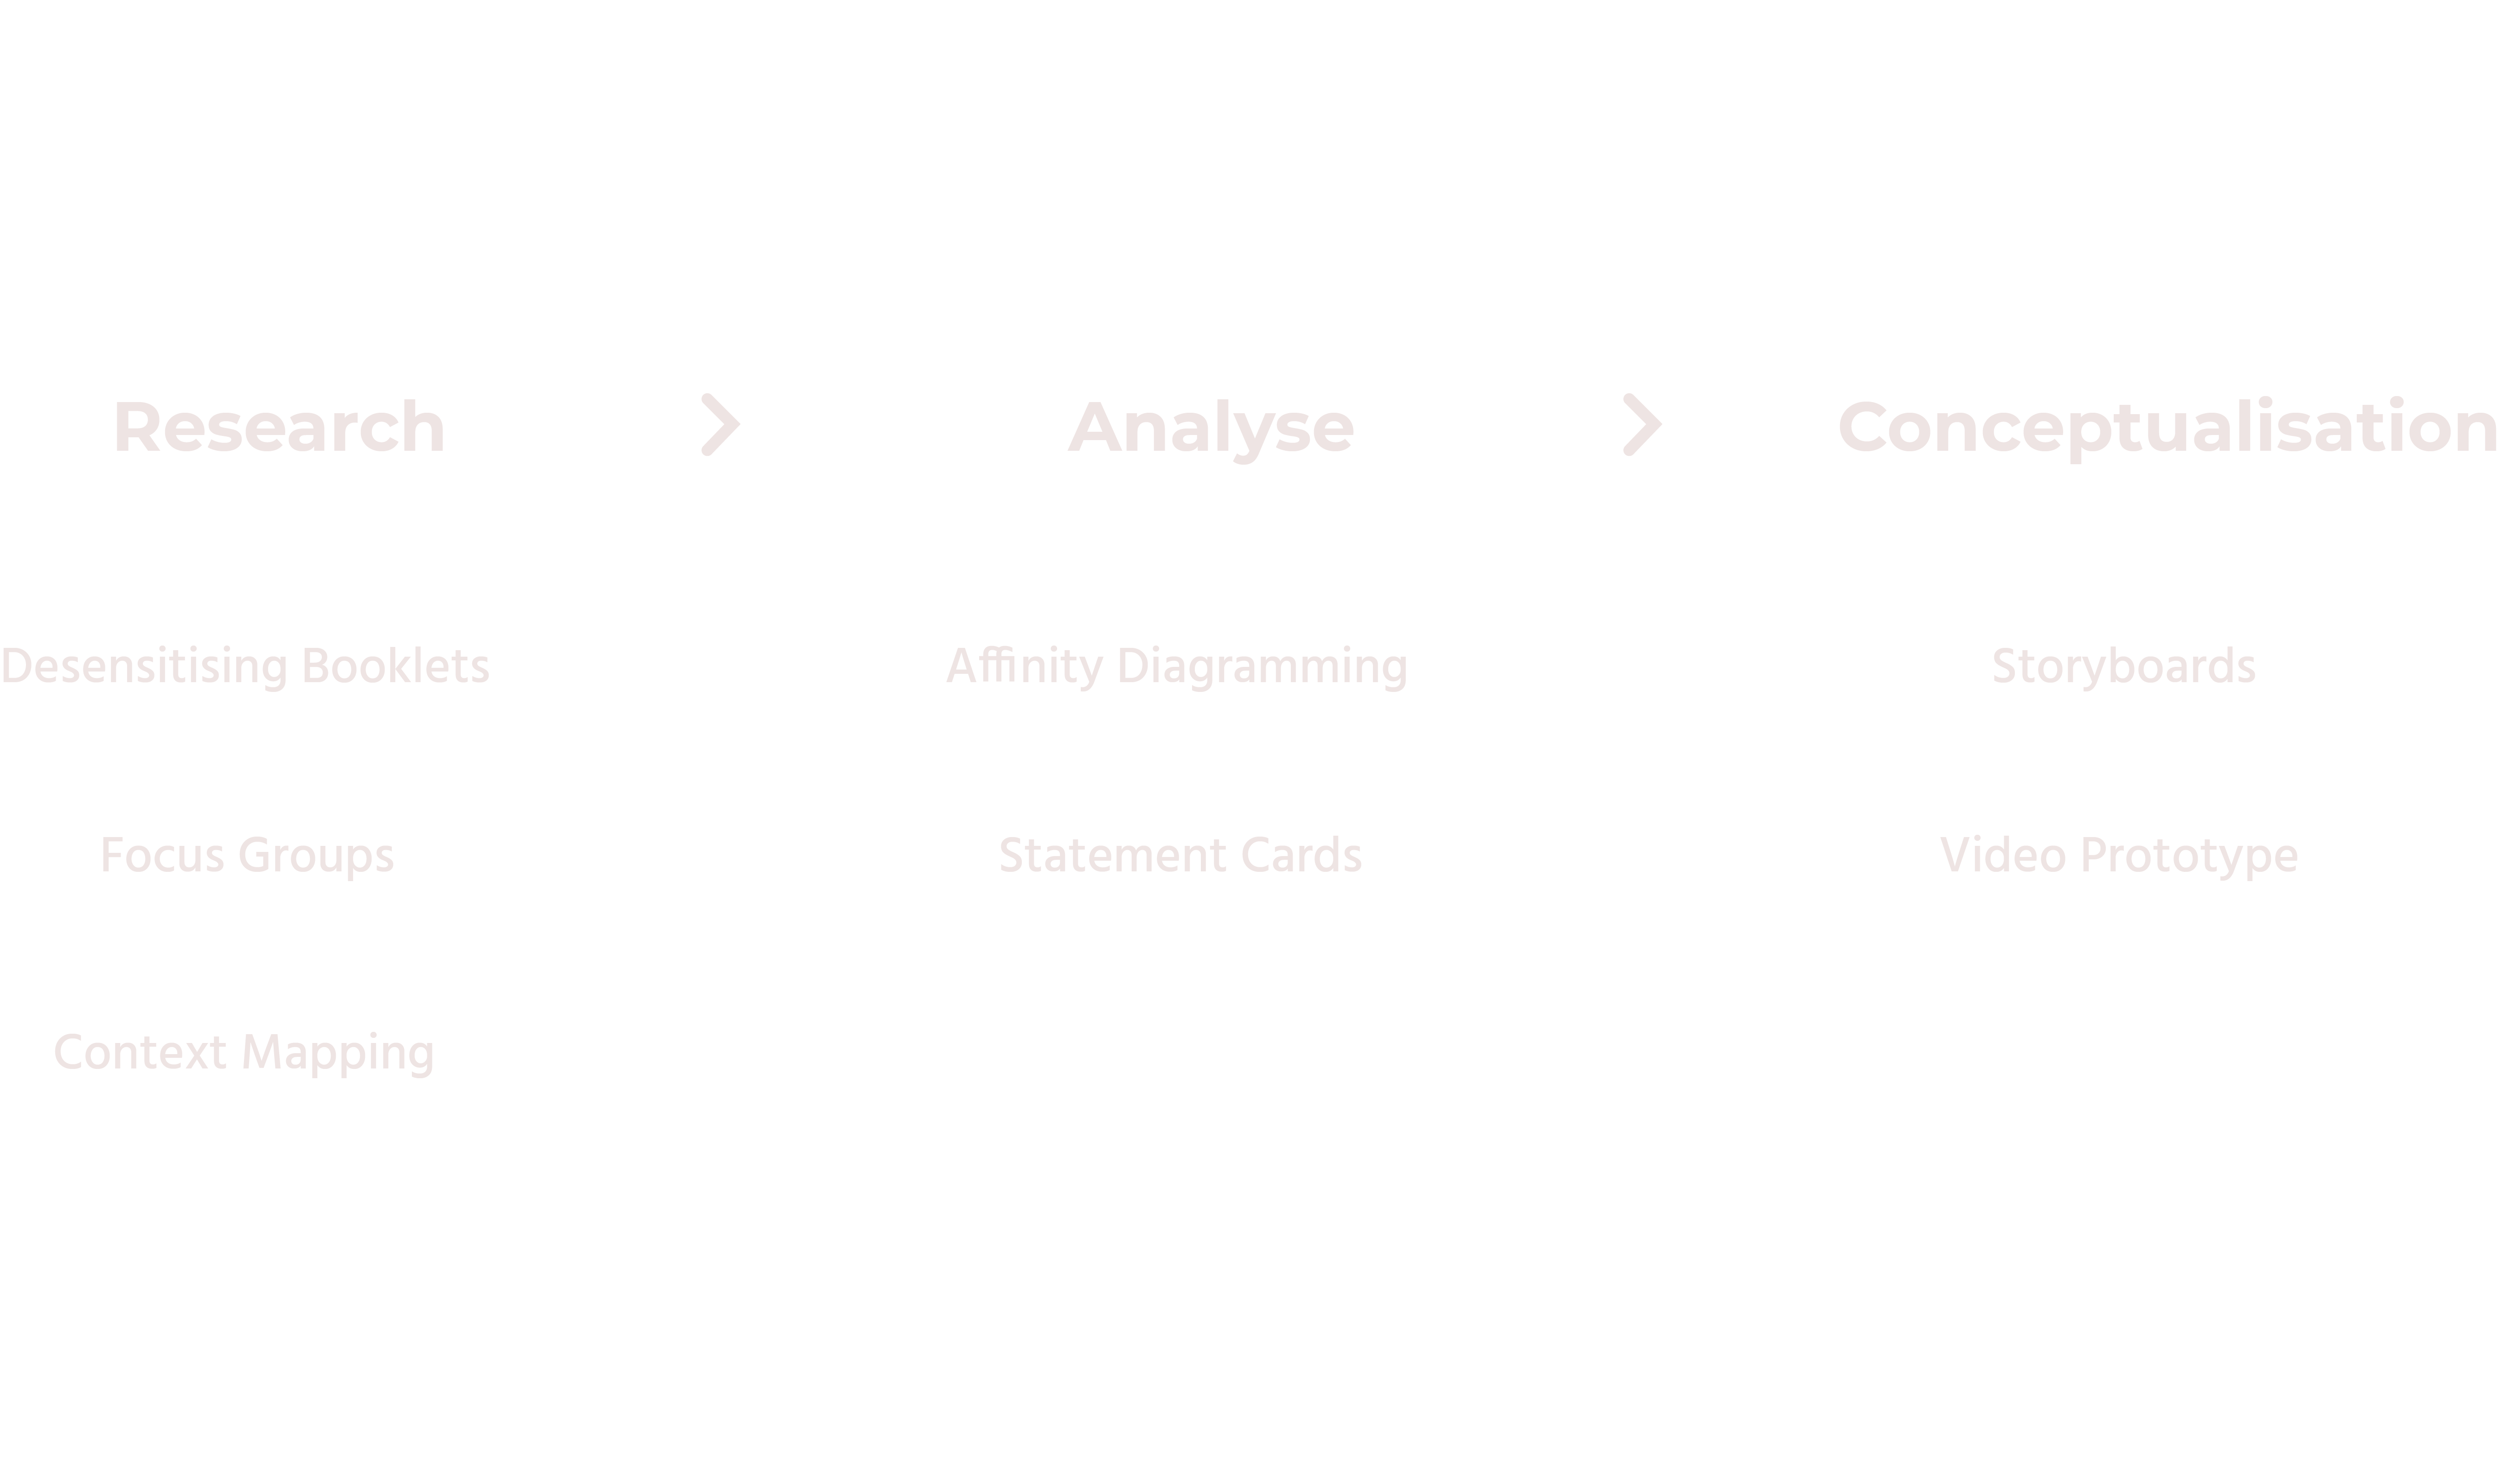 Research
Analyse
Conceptualisation
Desensitising Booklets
Affinity Diagramming
Storyboards
Focus Groups
Statement Cards
Video Prototype
Context Mapping